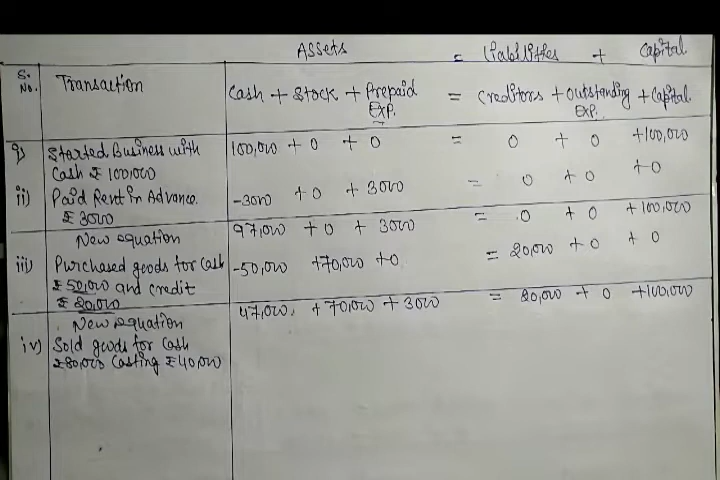 Assets = Liabilities + Capital
S. No. Transaction Cash + Stock + Prepaid Exp. = Creditors + Outstanding Exp. + Capital
i) Started Business with 100,000 + 0 + 0 = 0 + 0 +100,000
Cash ₹ 100,000
ii) Paid Rent in Advance. -3000 + 0 + 3000 = 0 + 0 +0
₹ 3000
New equation 97,000 + 0 + 3000 = 0 + 0 + 100,000
iii) Purchased goods for cash -50,000 +70,000 +0 = 20,000 + 0 + 0
₹ 50,000 and credit
₹ 20,000
New equation 47,000 + 70,000 + 3000 = 20,000 + 0 +100,000
iv) Sold goods for cash
₹80,000 Costing ₹ 40,000